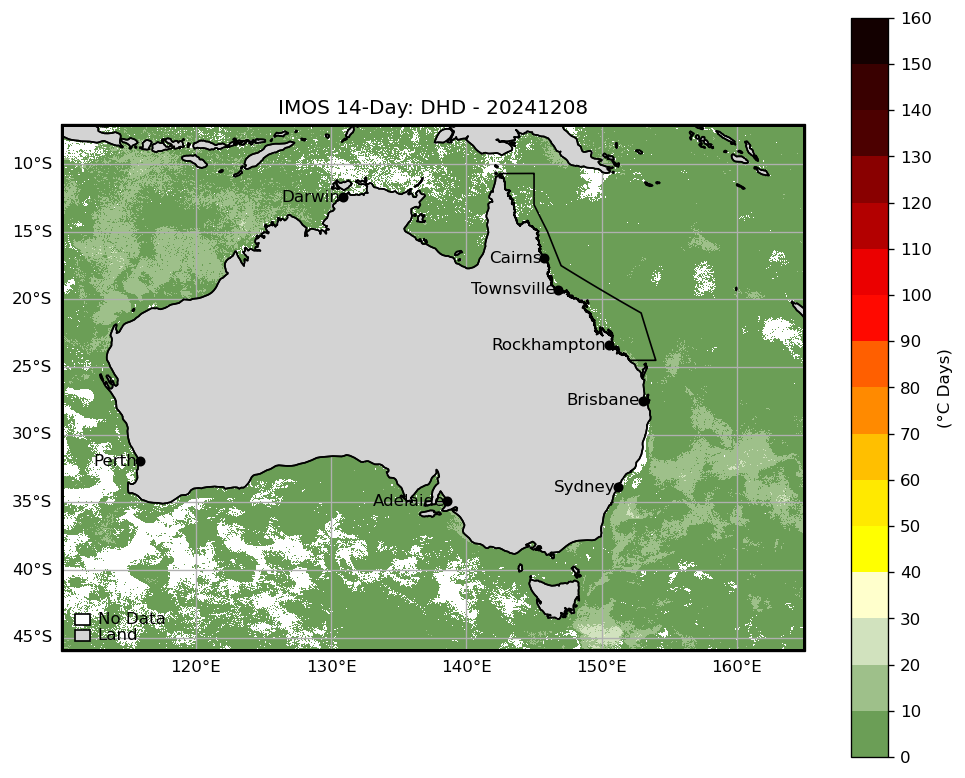 IMOS 14-Day: DHD - 20241208
160
150
140
130
120
110
100
90
80
70
60
50
40
30
20
10
0
(°C Days)
10°S
15°S
20°S
25°S
30°S
35°S
40°S
45°S
Darwin
Cairns
Townsville
Rockhampton
Brisbane
Perth
Sydney
Adelaide
No Data
Land
120°E
130°E
140°E
150°E
160°E